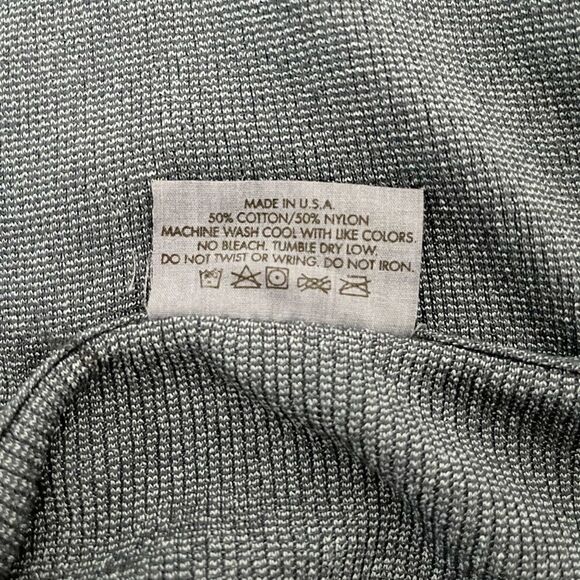 MADE IN U.S.A.
50% COTTON/50% NYLON
MACHINE WASH COOL WITH LIKE COLORS.
NO BLEACH. TUMBLE DRY LOW.
DO NOT TWIST OR WRING. DO NOT IRON.